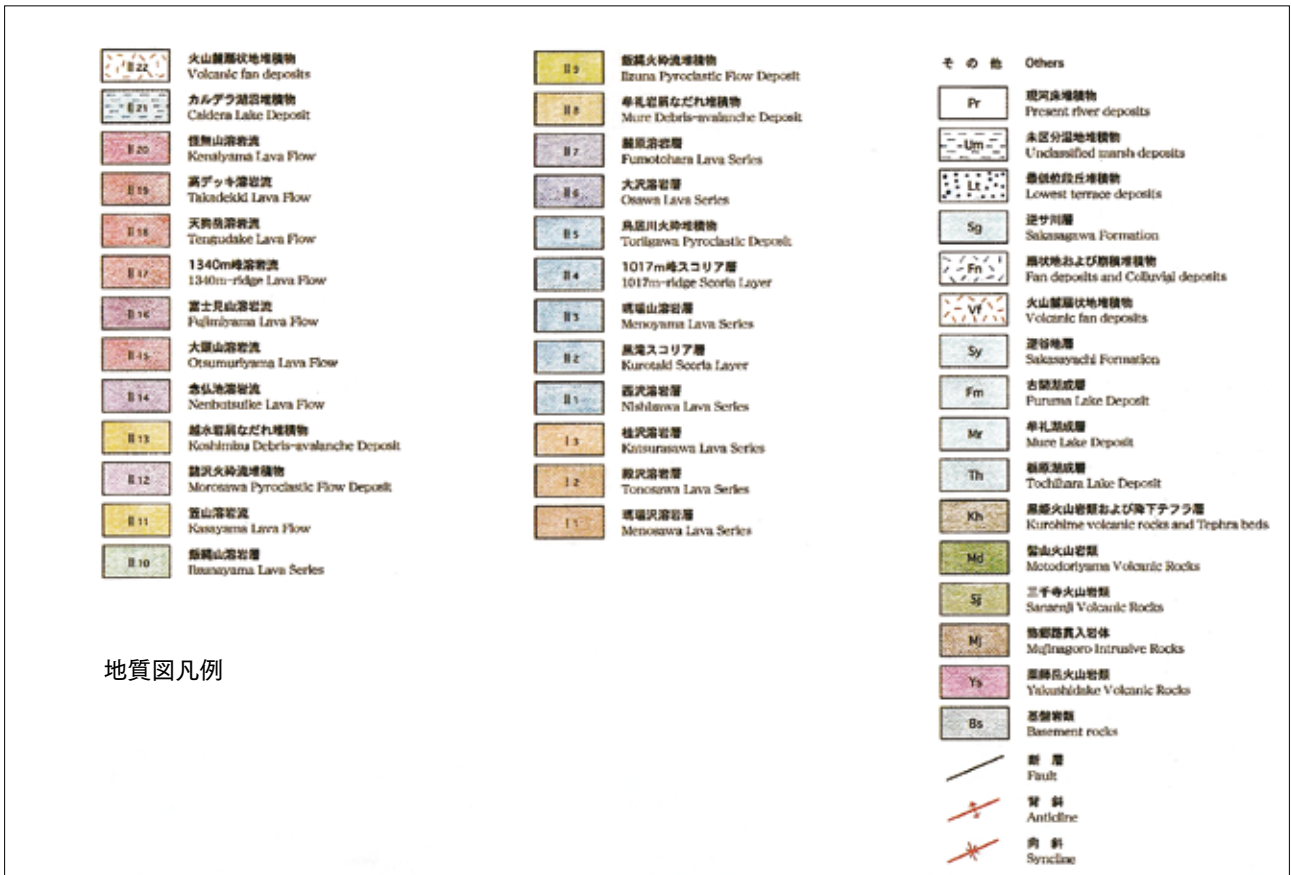 II 22
火山麓扇状地堆積物
Volcanic fan deposits
II 21
カルデラ湖沼堆積物
Caldera Lake Deposit
II 20
怪無山溶岩流
Kenaiyama Lava Flow
II 19
高デッキ溶岩流
Takadekki Lava Flow
II 18
天狗岳溶岩流
Tengudake Lava Flow
II 17
1340m峰溶岩流
1340m-ridge Lava Flow
II 16
富士見山溶岩流
Fujimiyama Lava Flow
II 15
大頭山溶岩流
Otsumuriyama Lava Flow
II 14
念仏池溶岩流
Nenbutsuike Lava Flow
II 13
越水岩屑なだれ堆積物
Koshimizu Debris-avalanche Deposit
II 12
諸沢火砕流堆積物
Morosawa Pyroclastic Flow Deposit
II 11
笠山溶岩流
Kasayama Lava Flow
II 10
飯縄山溶岩層
Iizunayama Lava Series
地質図凡例
II 9
飯縄火砕流堆積物
Iizuna Pyroclastic Flow Deposit
II 8
牟礼岩屑なだれ堆積物
Mure Debris-avalanche Deposit
II 7
麓原溶岩層
Fumotohara Lava Series
II 6
大沢溶岩層
Osawa Lava Series
II 5
鳥居川火砕堆積物
Toriigawa Pyroclastic Deposit
II 4
1017m峰スコリア層
1017m-ridge Scoria Layer
II 3
瑪瑙山溶岩層
Menoyama Lava Series
II 2
黒滝スコリア層
Kurotaki Scoria Layer
II 1
西沢溶岩層
Nishizawa Lava Series
I 3
桂沢溶岩層
Katsurasawa Lava Series
I 2
殿沢溶岩層
Tonosawa Lava Series
I 1
瑪瑙沢溶岩層
Menosawa Lava Series
その他 Others
Pr
現河床堆積物
Present river deposits
Um
未区分湿地堆積物
Unclassified marsh deposits
Lt
最低位段丘堆積物
Lowest terrace deposits
Sg
逆サ川層
Sakasagawa Formation
Fn
扇状地および崩積堆積物
Fan deposits and Colluvial deposits
Vf
火山麓扇状地堆積物
Volcanic fan deposits
Sy
逆谷地層
Sakasayachi Formation
Fm
古間湖成層
Furuma Lake Deposit
Mr
牟礼湖成層
Mure Lake Deposit
Th
栃原湖成層
Tochihara Lake Deposit
Kh
黒姫火山岩類および降下テフラ層
Kurohime volcanic rocks and Tephra beds
Md
髻山火山岩類
Motodoriyama Volcanic Rocks
Sj
三千寺火山岩類
Sanzenji Volcanic Rocks
Mj
貫入岩体
Mujinagoro Intrusive Rocks
Ys
薬師岳火山岩類
Yakushidake Volcanic Rocks
Bs
基盤岩類
Basement rocks
断層
Fault
背斜
Anticline
向斜
Syncline